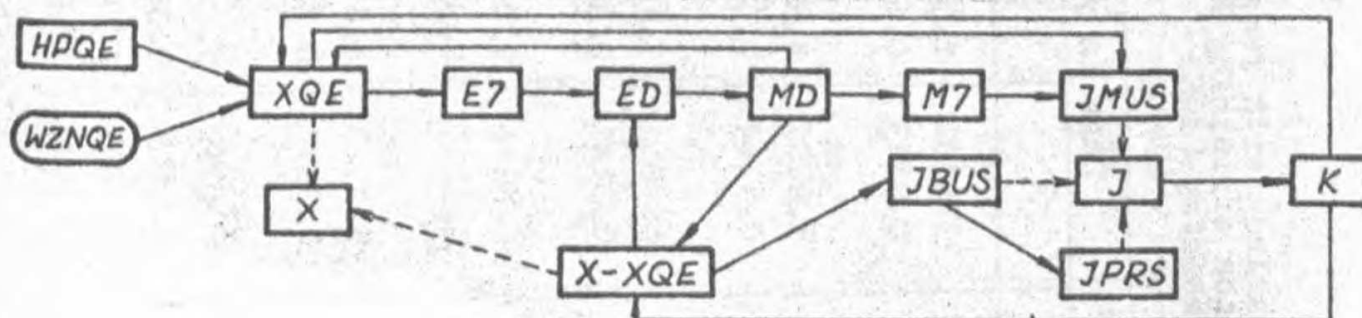 HPQE
XQE
E7
ED
MD
M7
JMUS
WZNQE
X
JBUS
J
K
X-XQE
JPRS